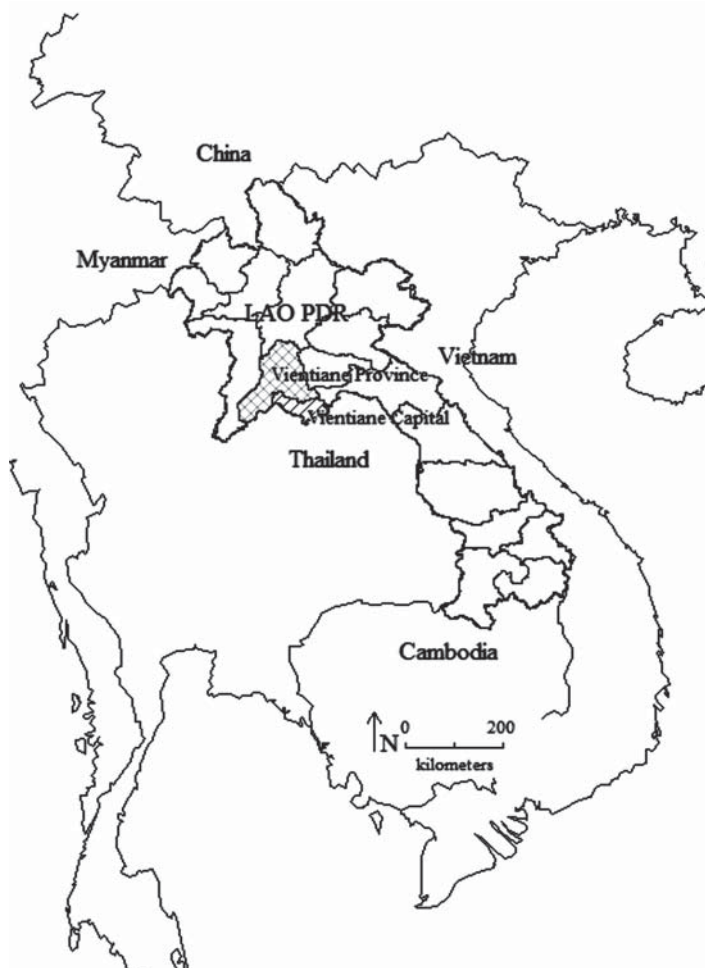 China
Myanmar
LAO PDR
Vietnam
Vientiane Province
Vientiane Capital
Thailand
Cambodia
N
0 200
kilometers